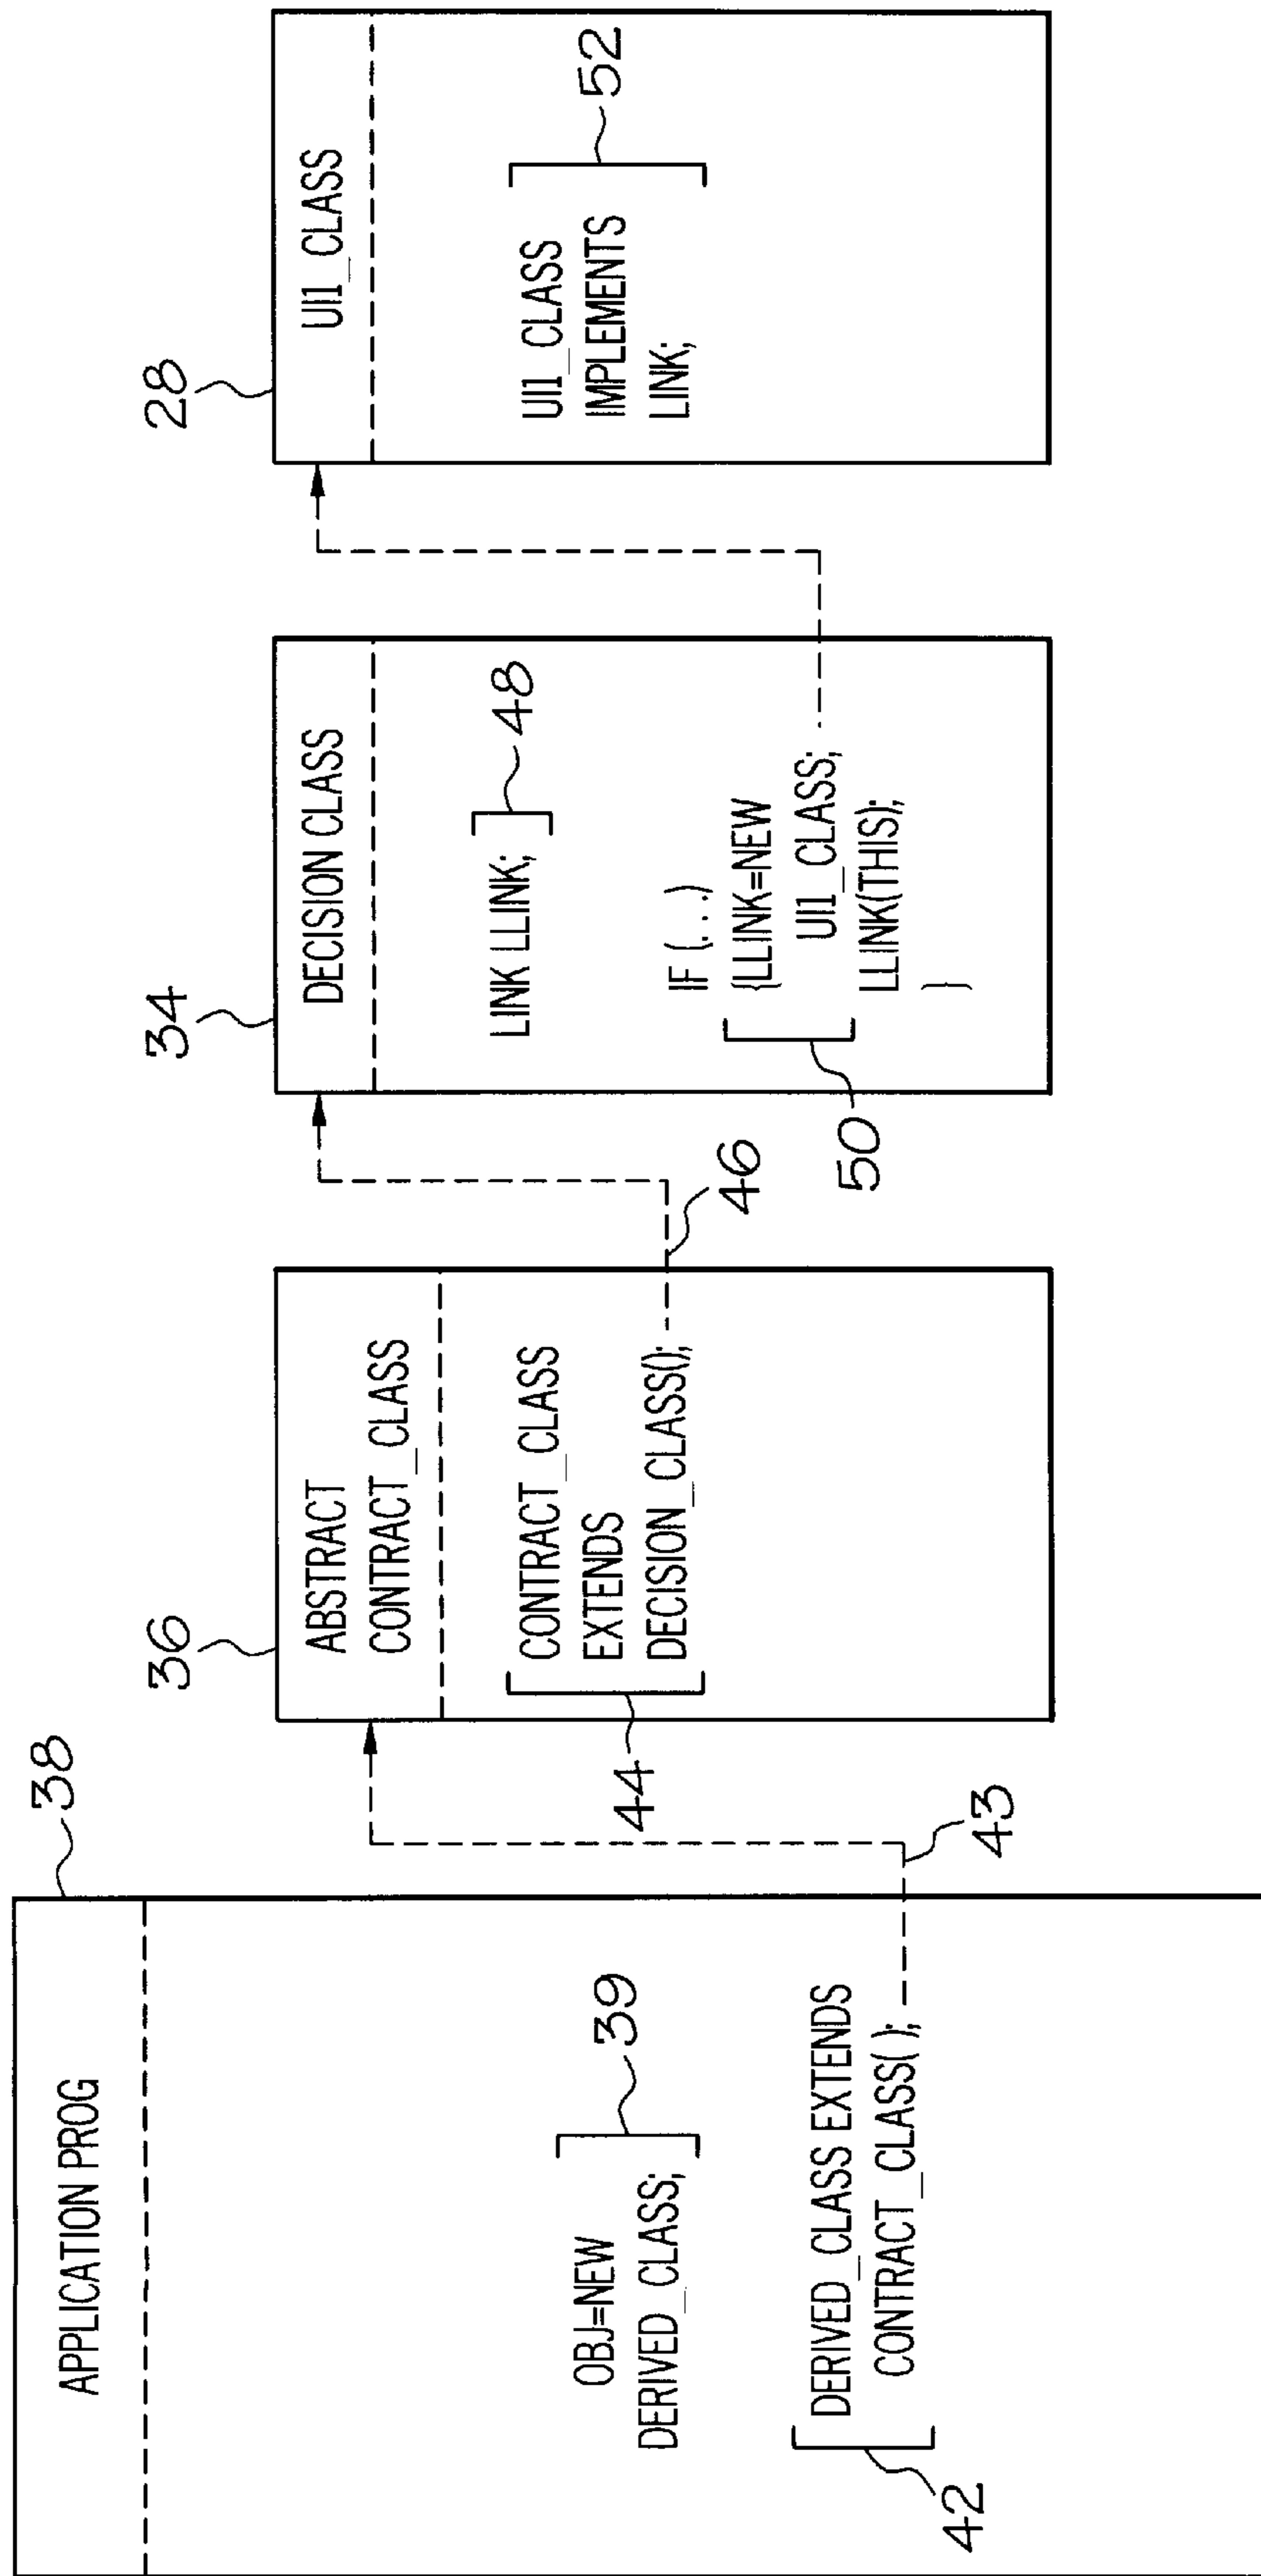 38
APPLICATION PROG
OBJ=NEW
DERIVED_CLASS;
39
DERIVED_CLASS EXTENDS
CONTRACT_CLASS( );
42
43
36
ABSTRACT
CONTRACT_CLASS
CONTRACT_CLASS
EXTENDS
DECISION_CLASS();
44
46
34
DECISION CLASS
LINK LLINK;
48
IF (...)
{LLINK=NEW
UI1_CLASS;
LLINK(THIS);
}
50
28
UI1_CLASS
UI1_CLASS
IMPLEMENTS
LINK;
52